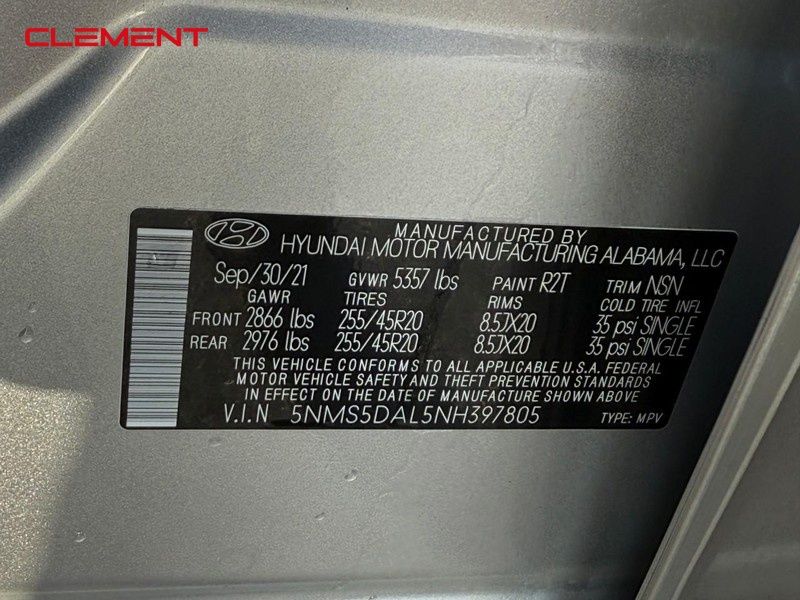 CLEMENT
MANUFACTURED BY
HYUNDAI MOTOR MANUFACTURING ALABAMA, LLC
Sep/30/21 GVWR 5357 lbs PAINT R2T TRIM NSN
GAWR TIRES RIMS COLD TIRE INFL
FRONT 2866 lbs 255/45R20 8.5JX20 35 psi SINGLE
REAR 2976 lbs 255/45R20 8.5JX20 35 psi SINGLE
THIS VEHICLE CONFORMS TO ALL APPLICABLE U.S.A. FEDERAL
MOTOR VEHICLE SAFETY AND THEFT PREVENTION STANDARDS
IN EFFECT ON THE DATE OF MANUFACTURE SHOWN ABOVE
V.I.N 5NMS5DAL5NH397805 TYPE: MPV